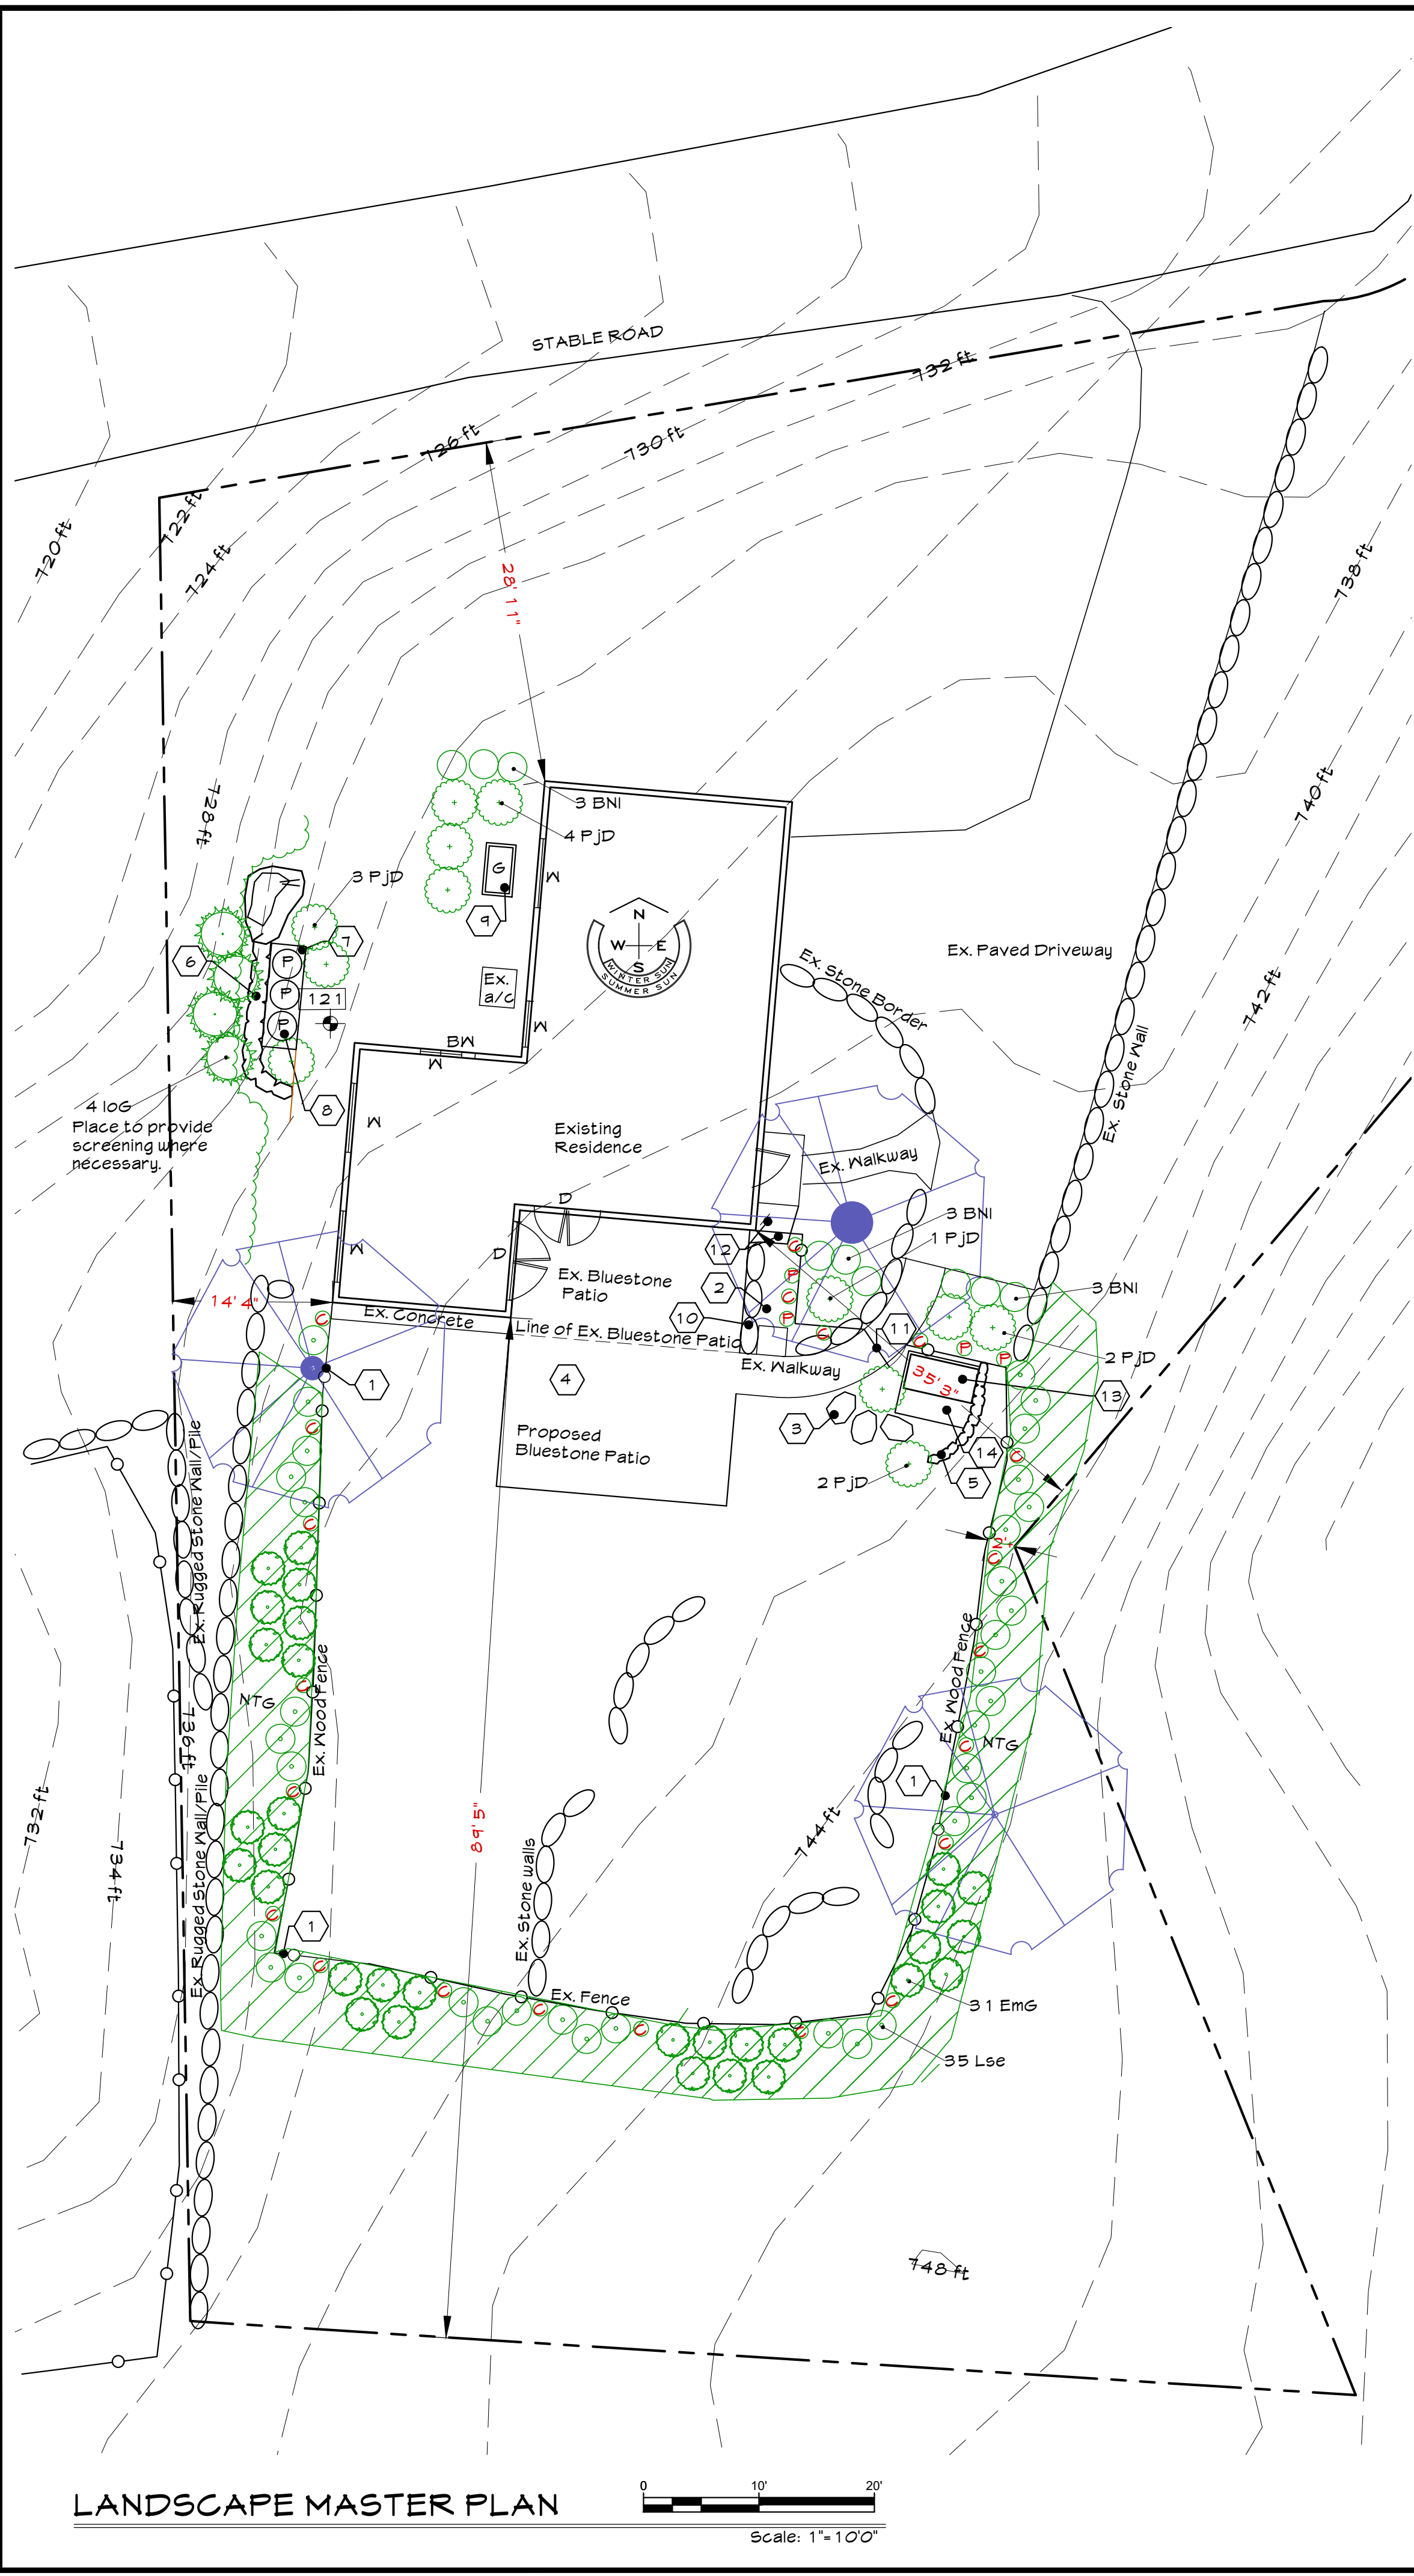 STABLE ROAD
732 ft
726 ft
730 ft
722 ft
720 ft
724 ft
738 ft
28' 11"
740 ft
728 ft
3 BNI
4 PjD
G
M
3 PjD
9
7
6
P
P
P
121
Ex.
a/c
N
W
E
S
WINTER SUN
SUMMER SUN
Ex. Paved Driveway
Ex. Stone Border
742 ft
Ex. Stone Wall
M
BW
M
8
4 IoG
Place to provide
screening where
necessary.
M
Existing
Residence
Ex. Walkway
D
3 BNI
1 PjD
12
M
D
Ex. Bluestone
Patio
2
C
P
C
P
C
3 BNI
14' 4"
C
Ex. Concrete
Line of Ex. Bluestone Patio
10
11
Ex. Walkway
C
P
P
2 PjD
1
4
35' 3"
13
3
Proposed
Bluestone Patio
14
5
2 PjD
C
C
C
2'±
C
Ex. Rugged Stone Wall/Pile
Ex. Wood Fence
Ex. Wood Fence
NTG
C
C
NTG
C
736 ft
732 ft
734 ft
Ex. Rugged Stone Wall/Pile
89' 5"
744 ft
1
C
C
C
1
Ex. Stone walls
C
C
Ex. Fence
C
C
C
C
31 EmG
35 Lse
748 ft
LANDSCAPE MASTER PLAN
0 10' 20'
Scale: 1"=10'0"